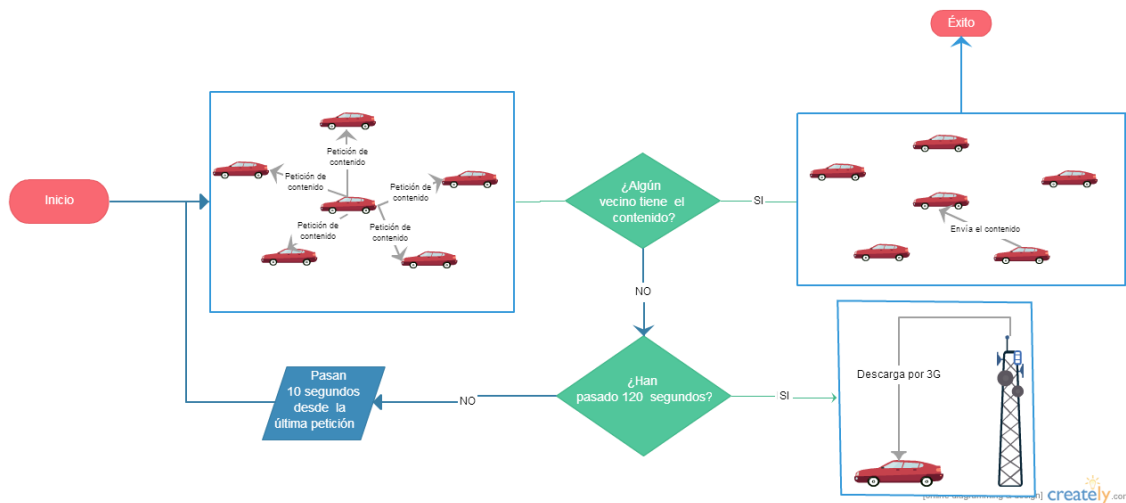 Éxito
Petición de
contenido
Petición de
contenido
Petición de
contenido
Petición de
contenido
Petición de
contenido
Inicio
¿Algún
vecino tiene el
contenido?
SI
Envía el contenido
NO
¿Han
pasado 120 segundos?
SI
NO
Pasan
10 segundos
desde la
última petición
Descarga por 3G
creately